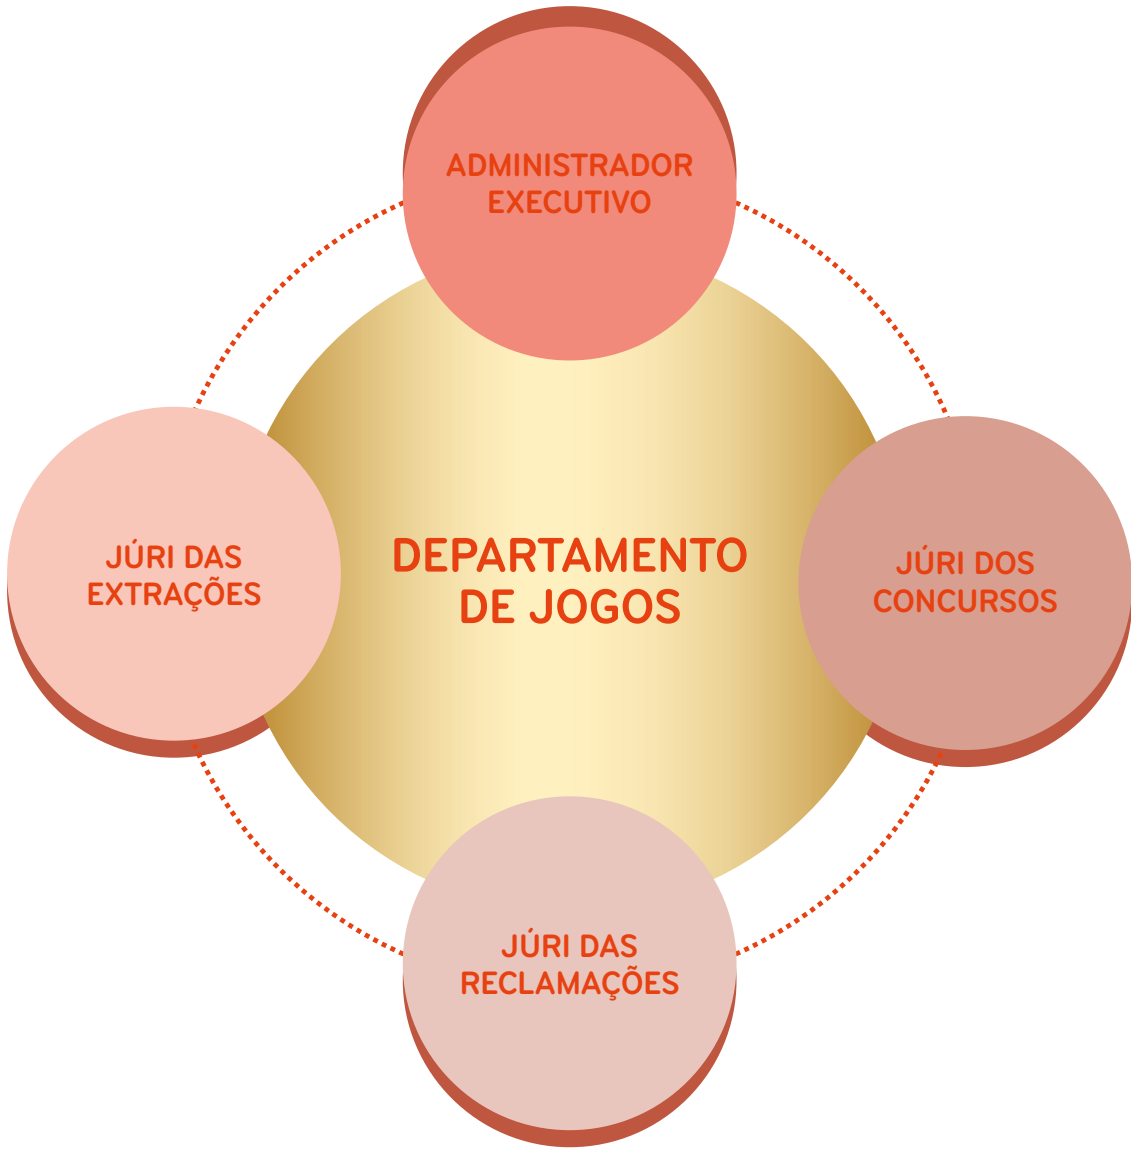 ADMINISTRADOR
EXECUTIVO
JÚRI DAS
EXTRAÇÕES
DEPARTAMENTO
DE JOGOS
JÚRI DOS
CONCURSOS
JÚRI DAS
RECLAMAÇÕES